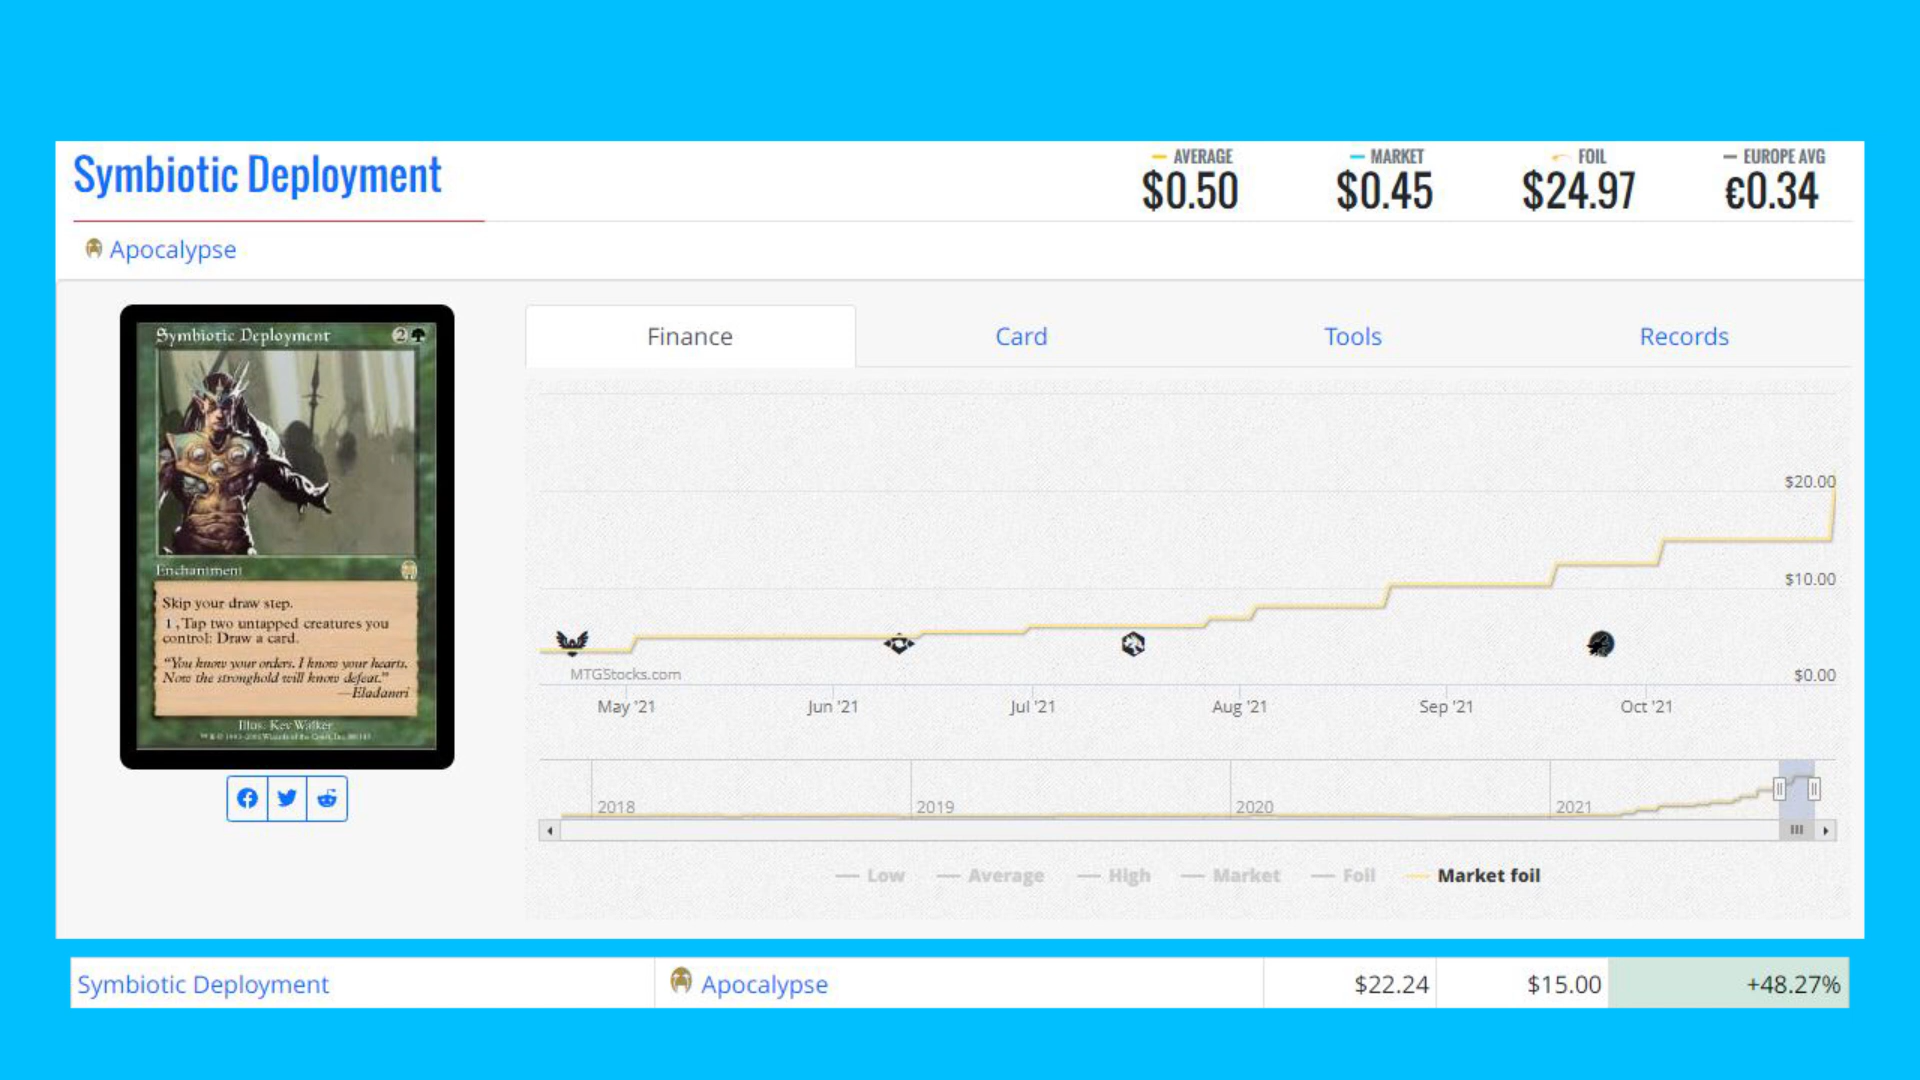 Symbiotic Deployment
AVERAGE
$0.50
MARKET
$0.45
FOIL
$24.97
EUROPE AVG
€0.34
Apocalypse
Symbiotic Deployment 2
Enchantment
Skip your draw step.
1 , Tap two untapped creatures you
control: Draw a card.
"You know your orders. I know your hearts.
Now the stronghold will know defeat."
—Eladamri
Illus. Kev Walker
Finance
Card
Tools
Records
$20.00
$10.00
$0.00
MTGStocks.com
May '21
Jun '21
Jul '21
Aug '21
Sep '21
Oct '21
2018
2019
2020
2021
Low
Average
High
Market
Foil
Market foil
Symbiotic Deployment
Apocalypse
$22.24
$15.00
+48.27%